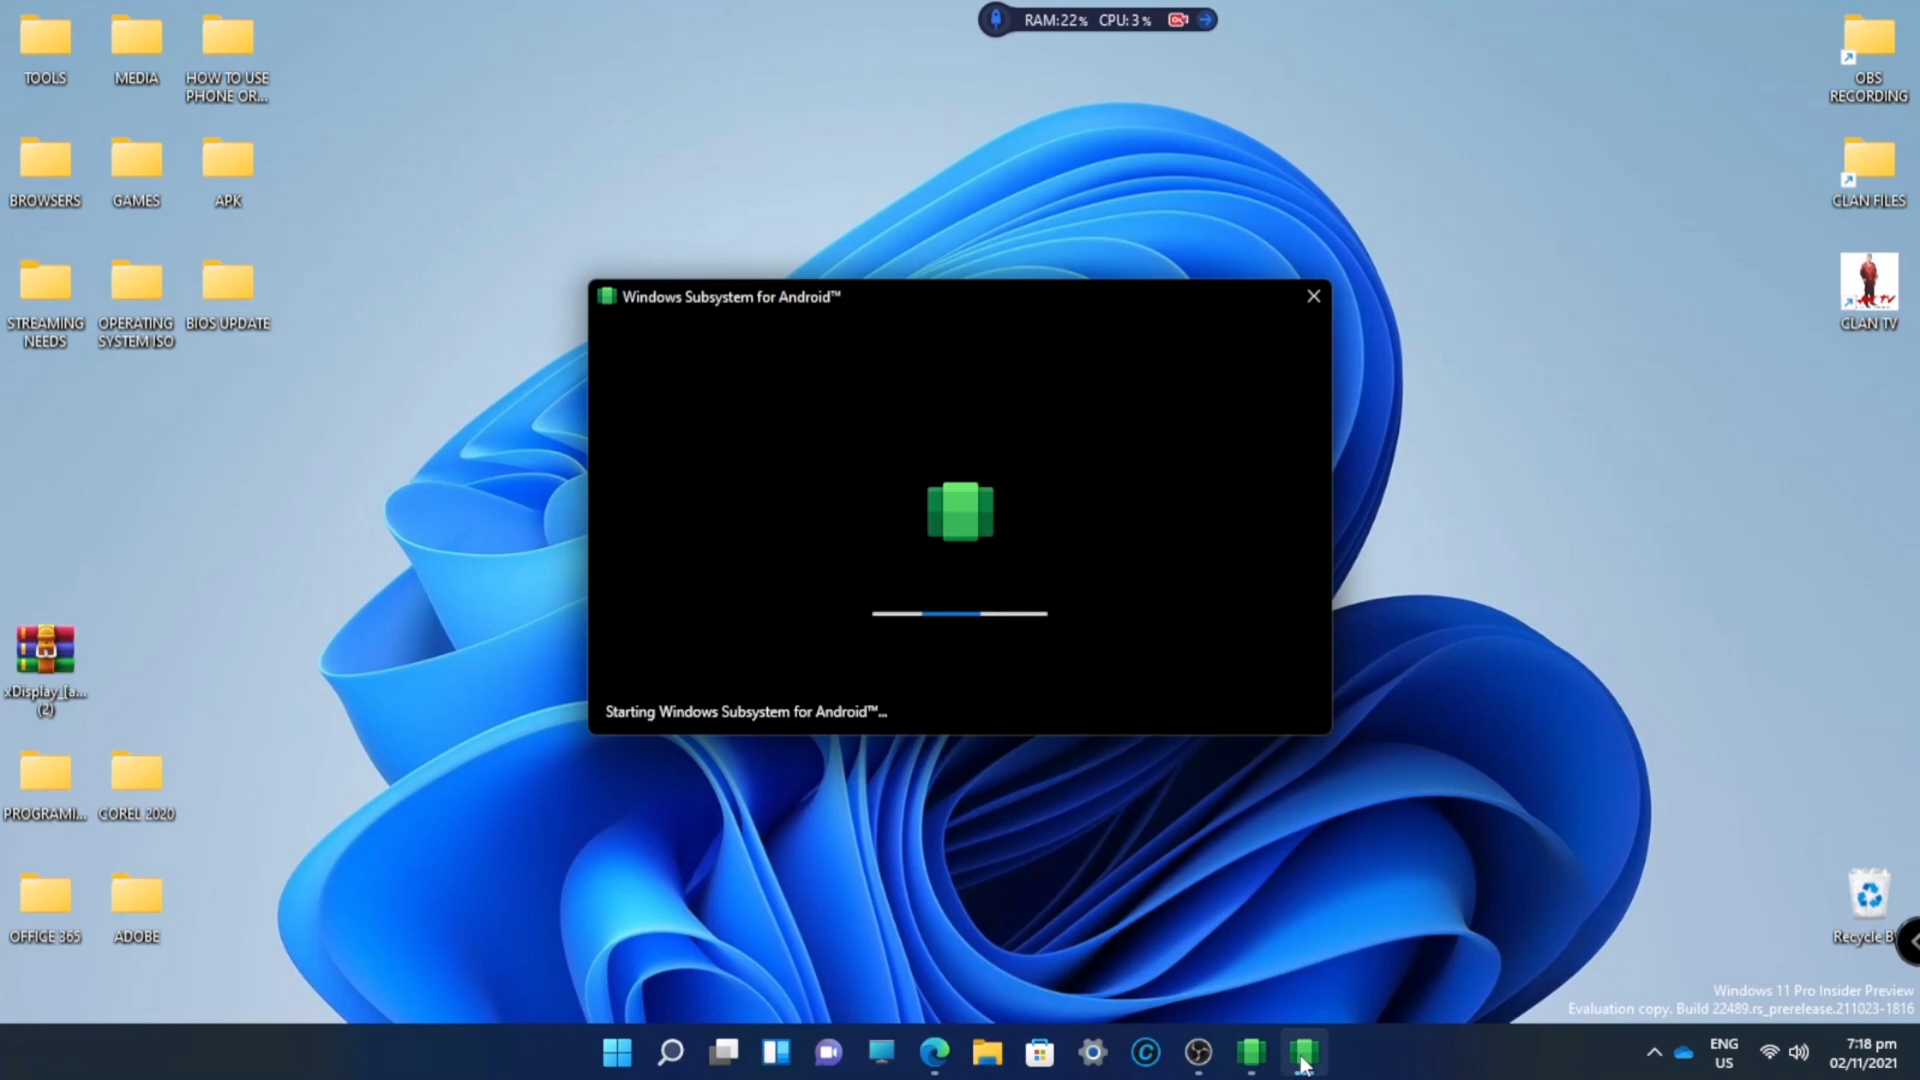 RAM:22% CPU:3%
TOOLS
MEDIA
HOW TO USE
PHONE OR...
OBS
RECORDING
BROWSERS
GAMES
APK
CLAN FILES
STREAMING
NEEDS
OPERATING
SYSTEM ISO
BIOS UPDATE
CLAN TV
Windows Subsystem for Android™
Starting Windows Subsystem for Android™...
xDisplay_[a...
(2)
PROGRAMI...
COREL 2020
OFFICE 365
ADOBE
Recycle B
Windows 11 Pro Insider Preview
Evaluation copy. Build 22489.rs_prerelease.211023-1816
ENG
US
7:18 pm
02/11/2021